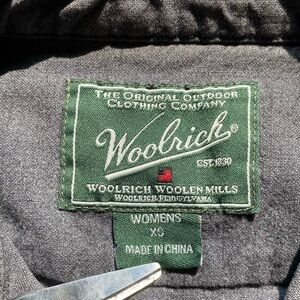 THE ORIGINAL OUTDOOR
CLOTHING COMPANY
Woolrich®
EST. 1830
WOOLRICH WOOLEN MILLS
WOOLRICH, PENNSYLVANIA
WOMENS
XS
MADE IN CHINA